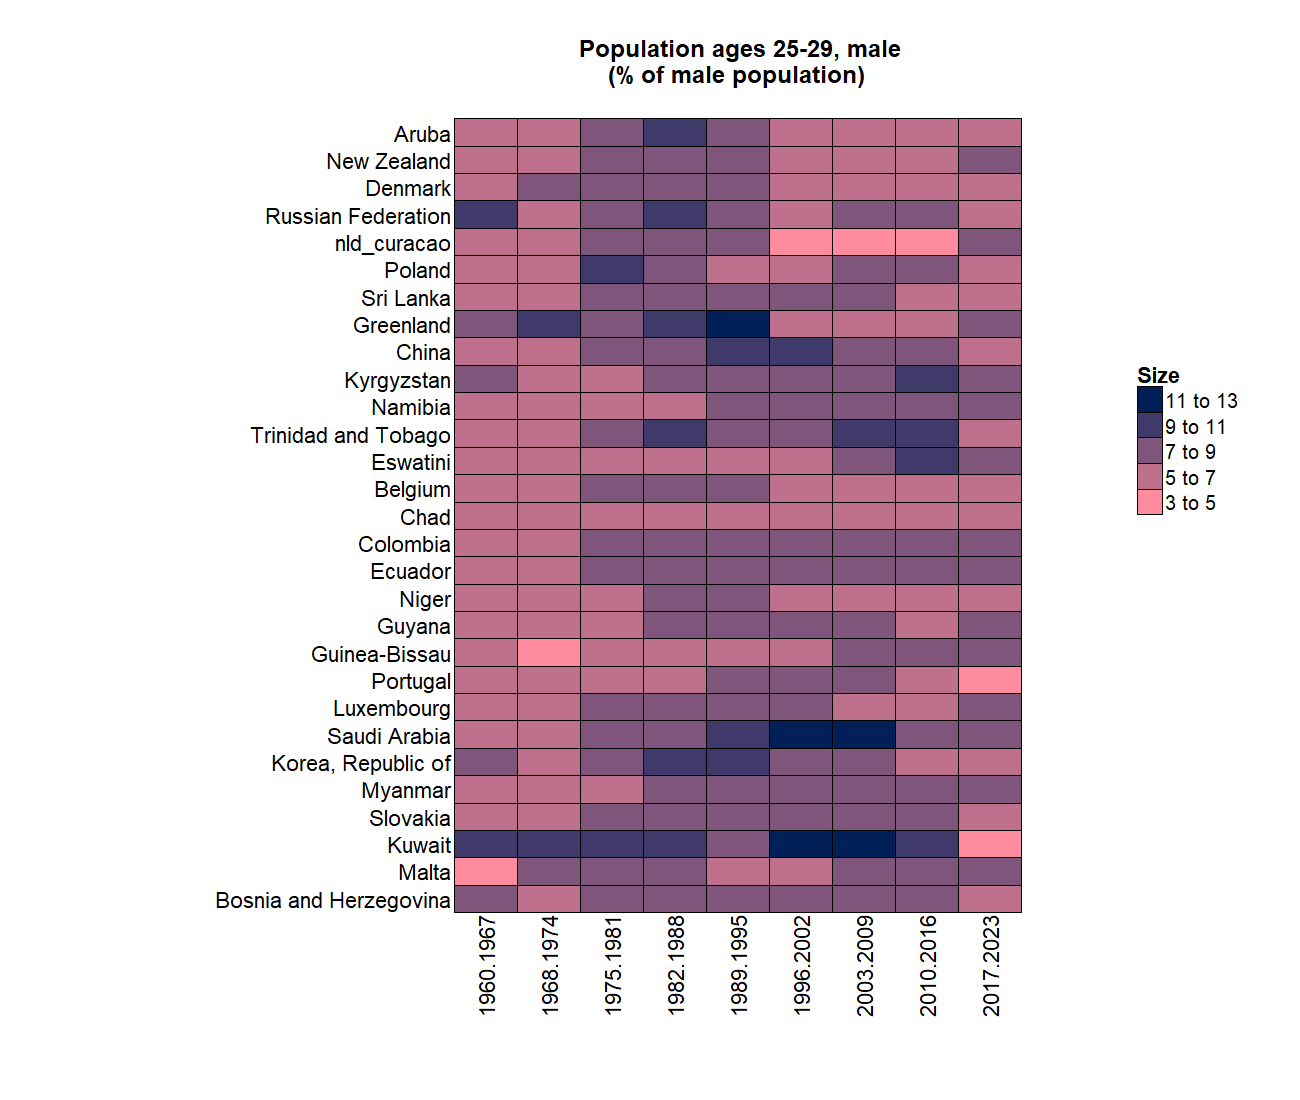 Population ages 25-29, male
(% of male population)
Aruba
New Zealand
Denmark
Russian Federation
nld_curacao
Poland
Sri Lanka
Greenland
China
Kyrgyzstan
Namibia
Trinidad and Tobago
Eswatini
Belgium
Chad
Colombia
Ecuador
Niger
Guyana
Guinea-Bissau
Portugal
Luxembourg
Saudi Arabia
Korea, Republic of
Myanmar
Slovakia
Kuwait
Malta
Bosnia and Herzegovina
1960.1967
1968.1974
1975.1981
1982.1988
1989.1995
1996.2002
2003.2009
2010.2016
2017.2023
Size
11 to 13
9 to 11
7 to 9
5 to 7
3 to 5